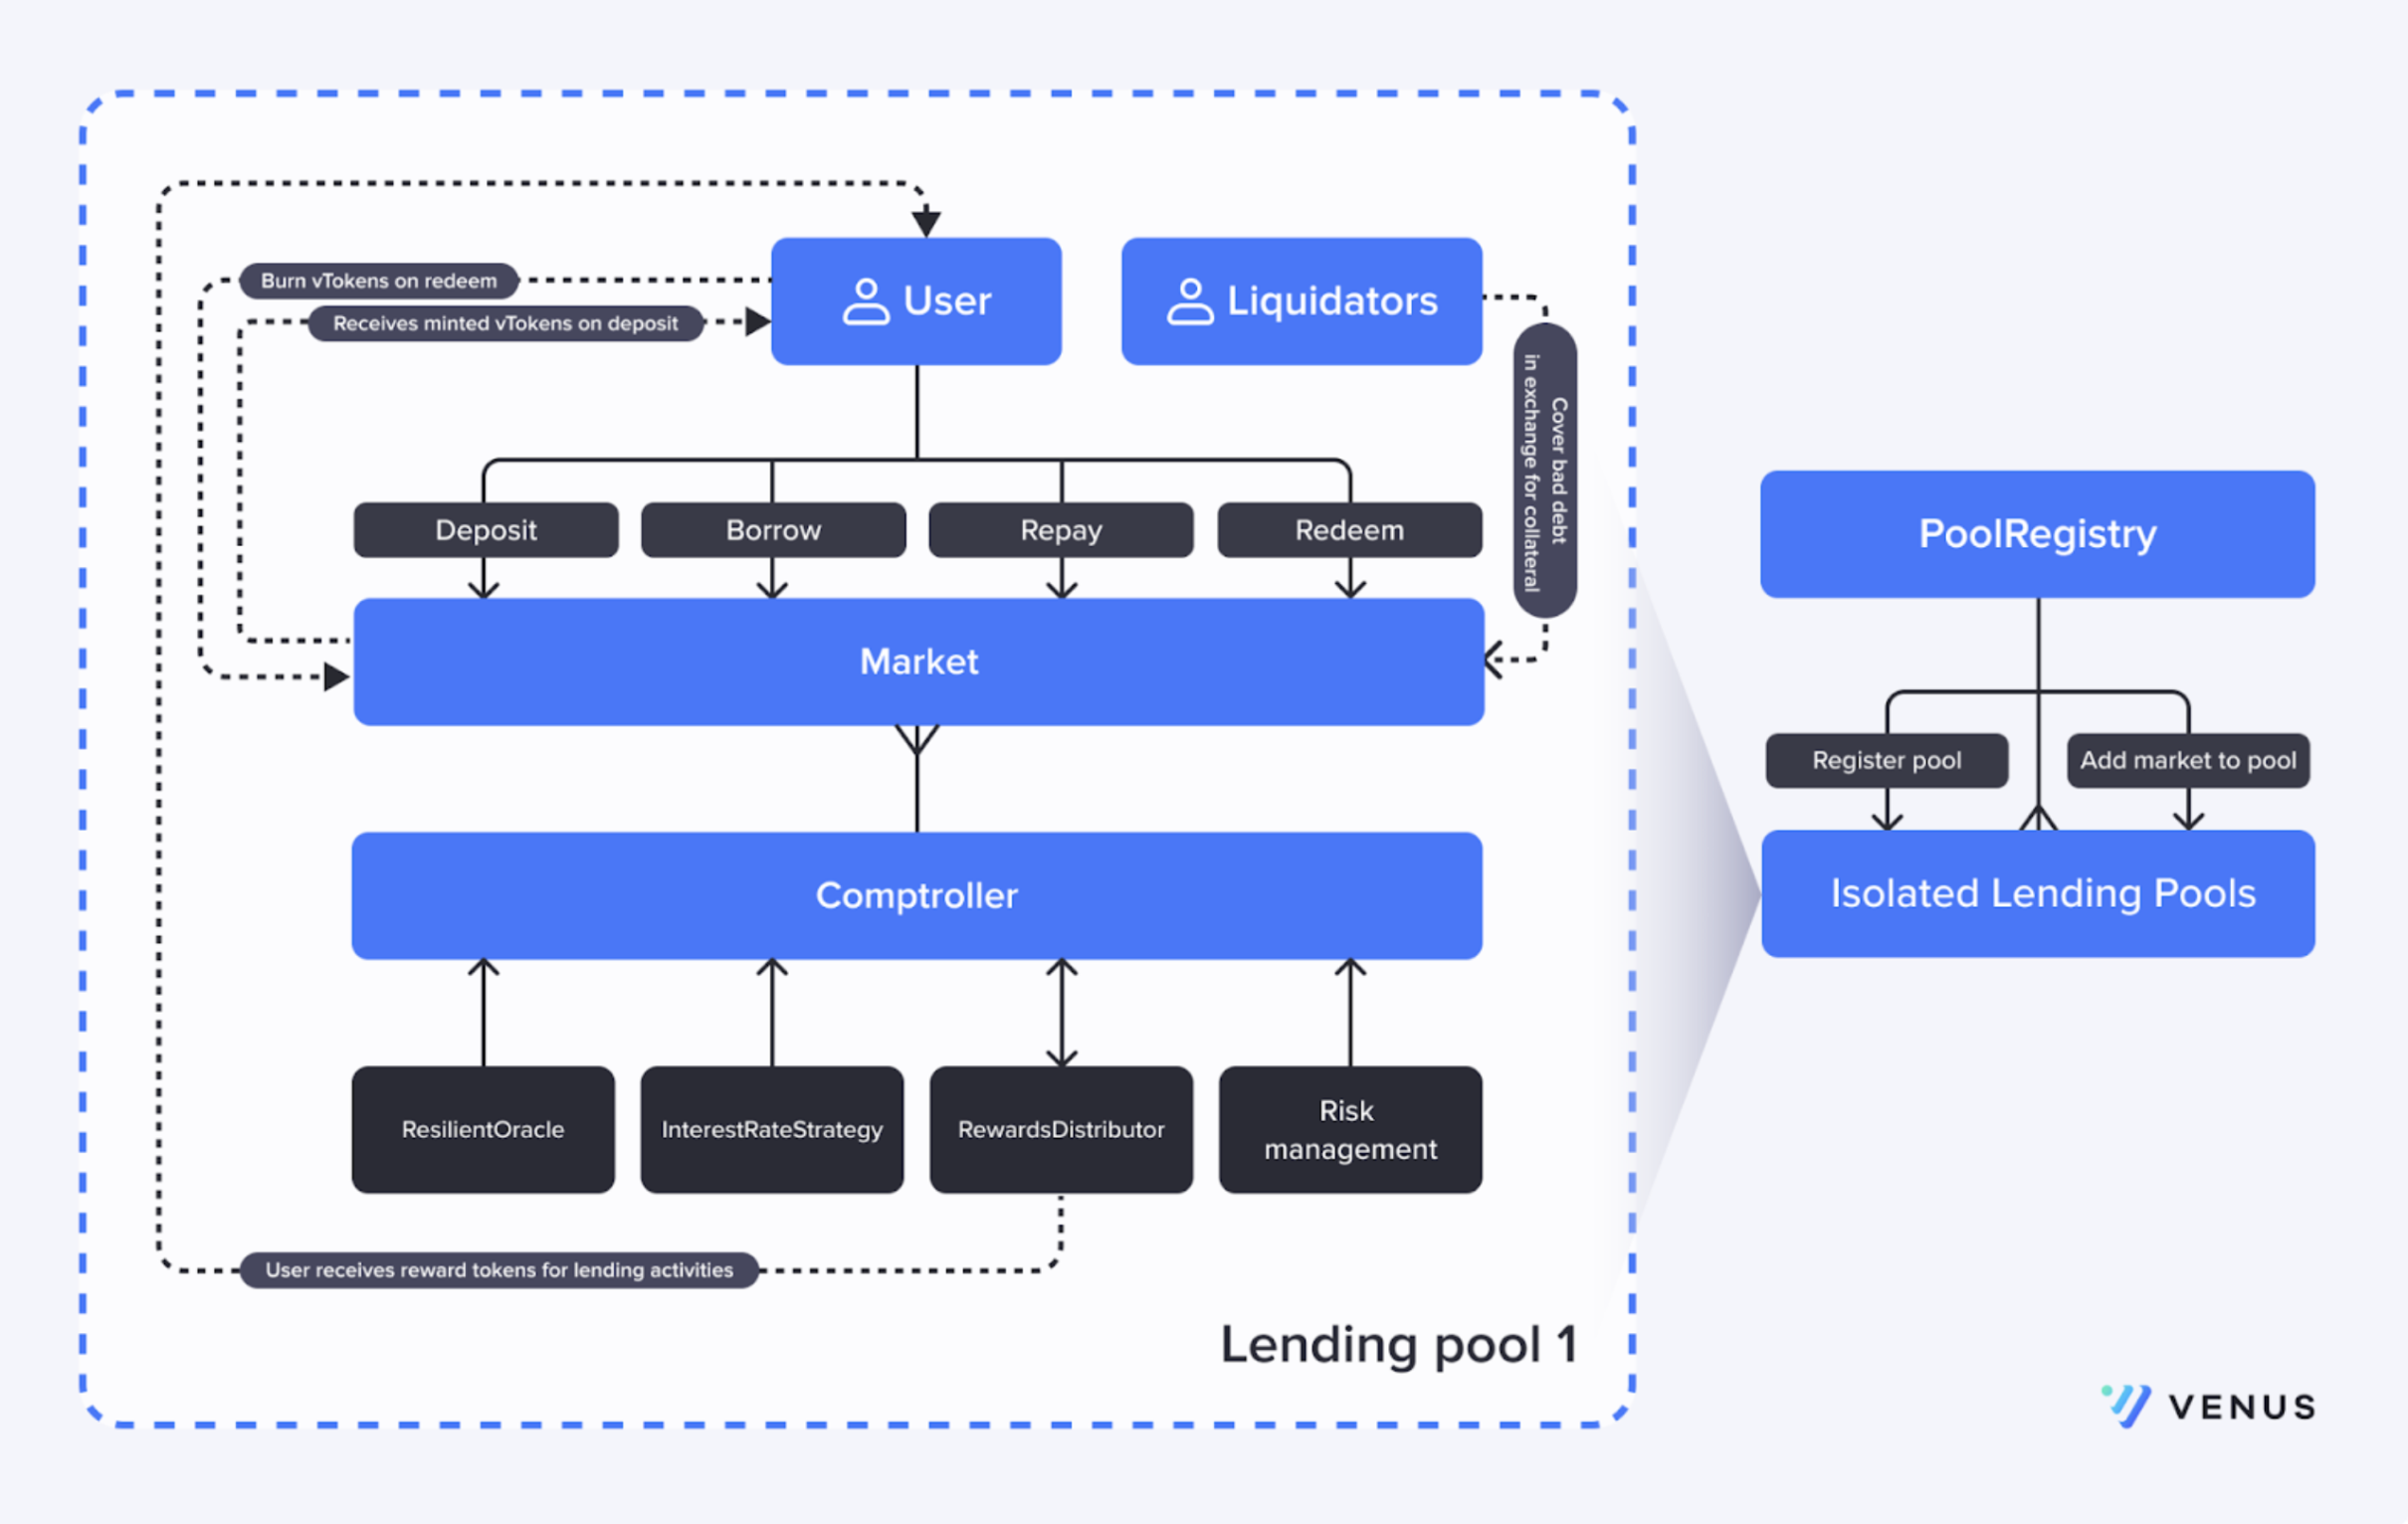 Burn vTokens on redeem
Receives minted vTokens on deposit
User
Liquidators
Cover bad debt
in exchange for collateral
Deposit
Borrow
Repay
Redeem
Market
Comptroller
ResilientOracle
InterestRateStrategy
RewardsDistributor
Risk
management
User receives reward tokens for lending activities
Lending pool 1
PoolRegistry
Register pool
Add market to pool
Isolated Lending Pools
VENUS